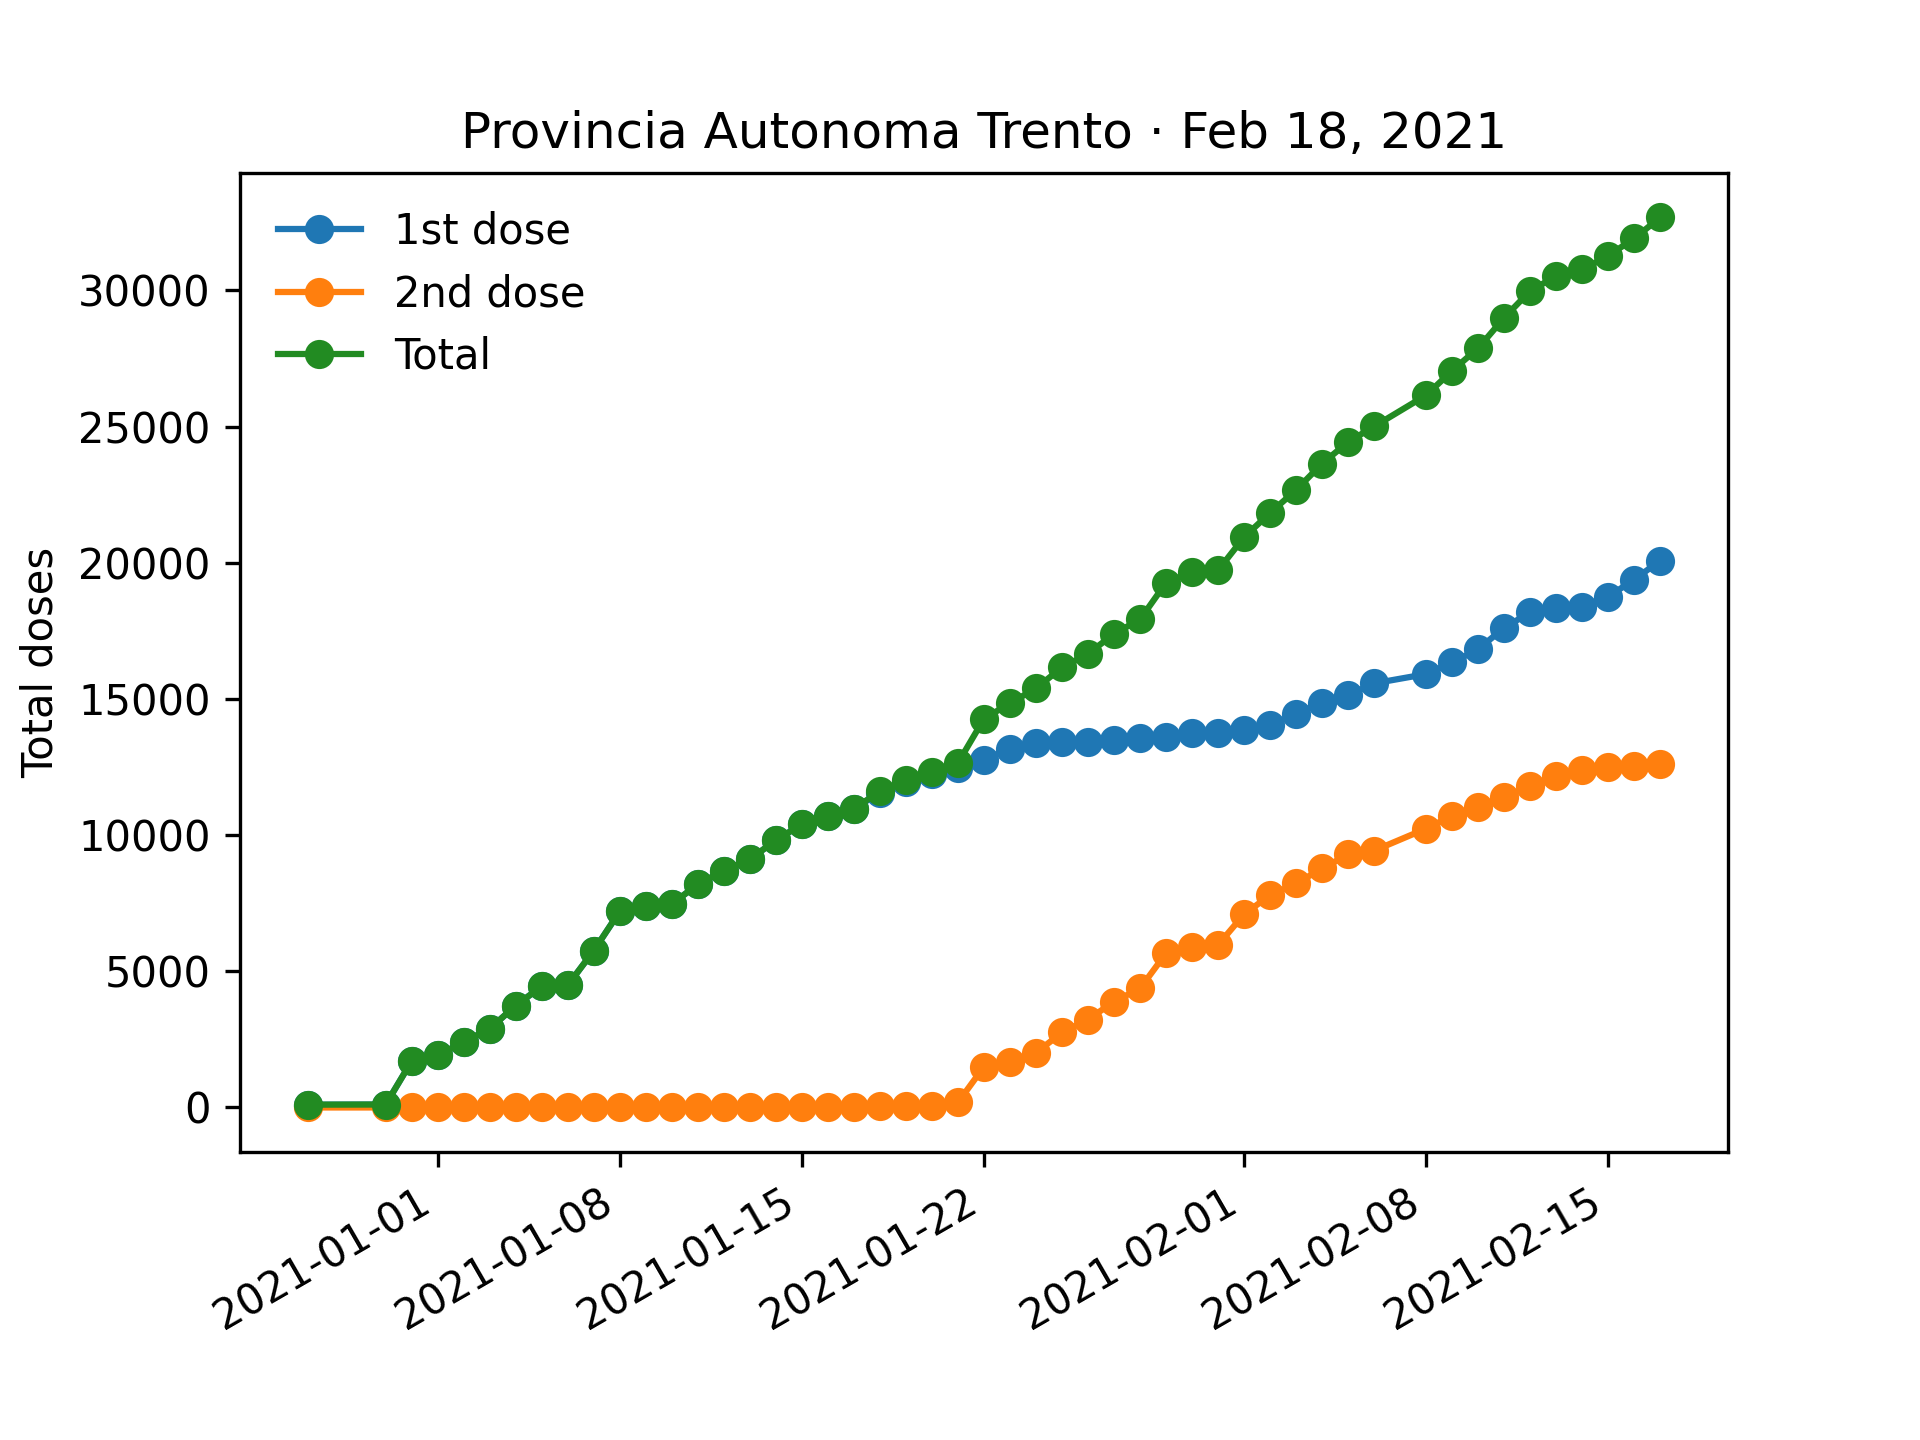 Provincia Autonoma Trento · Feb 18, 2021
1st dose
2nd dose
Total
Total doses
30000
25000
20000
15000
10000
5000
0
2021-01-01
2021-01-08
2021-01-15
2021-01-22
2021-02-01
2021-02-08
2021-02-15